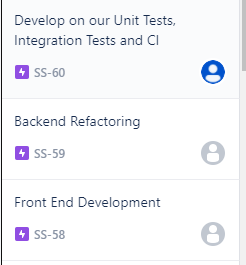 Develop on our Unit Tests,
Integration Tests and CI
SS-60
Backend Refactoring
SS-59
Front End Development
SS-58